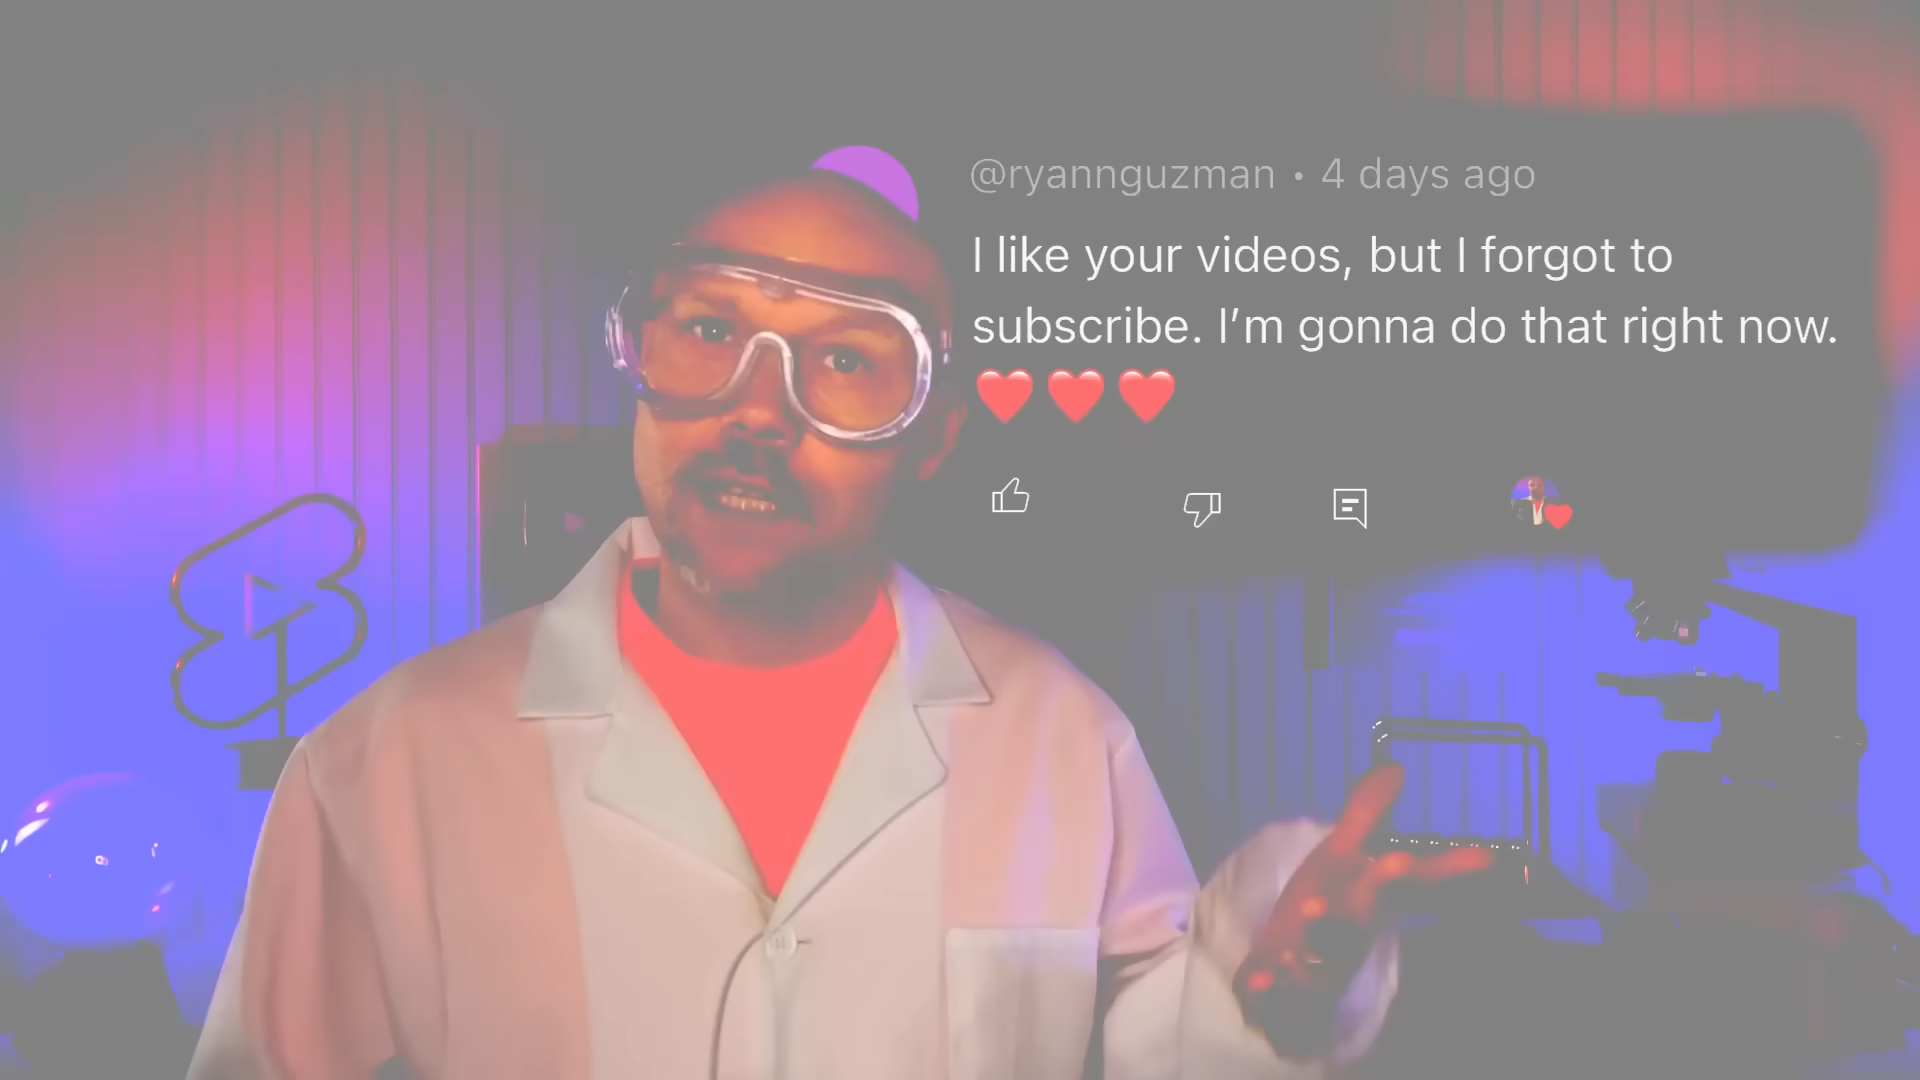 @ryannguzman • 4 days ago
I like your videos, but I forgot to
subscribe. I’m gonna do that right now.
❤️❤️❤️